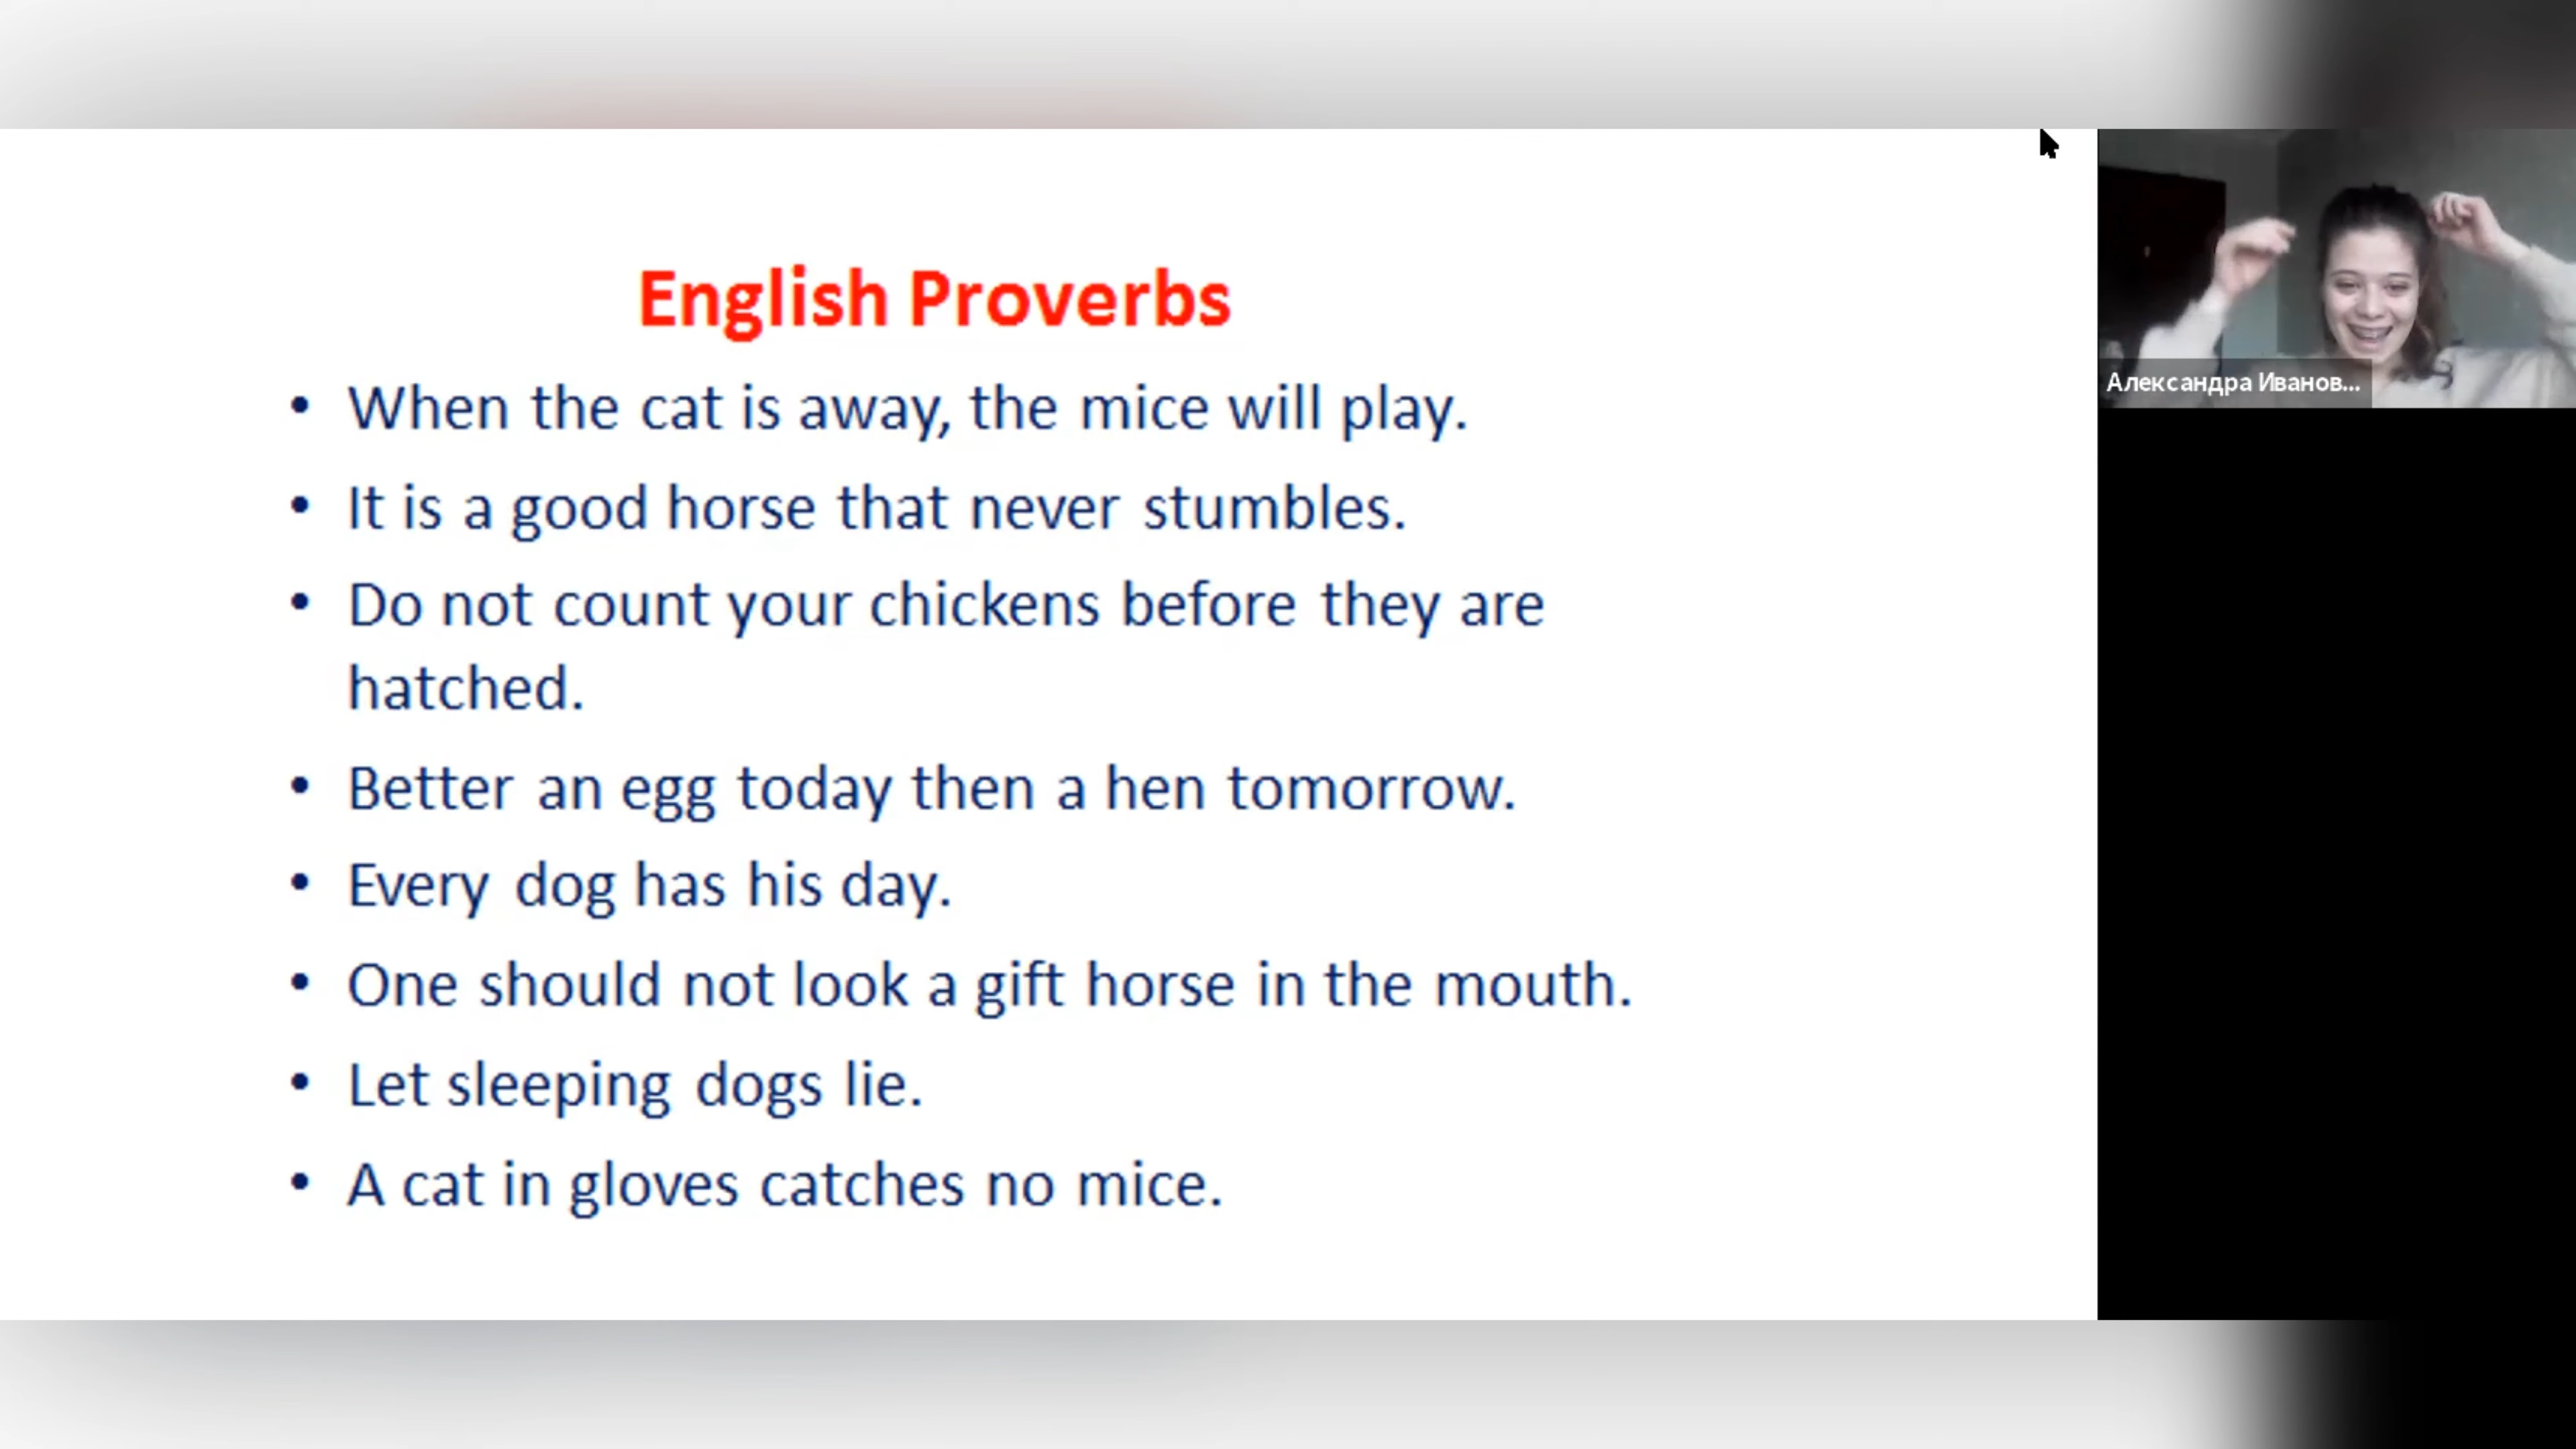 English Proverbs
• When the cat is away, the mice will play.
• It is a good horse that never stumbles.
• Do not count your chickens before they are
hatched.
• Better an egg today then a hen tomorrow.
• Every dog has his day.
• One should not look a gift horse in the mouth.
• Let sleeping dogs lie.
• A cat in gloves catches no mice.
Александра Иванов...